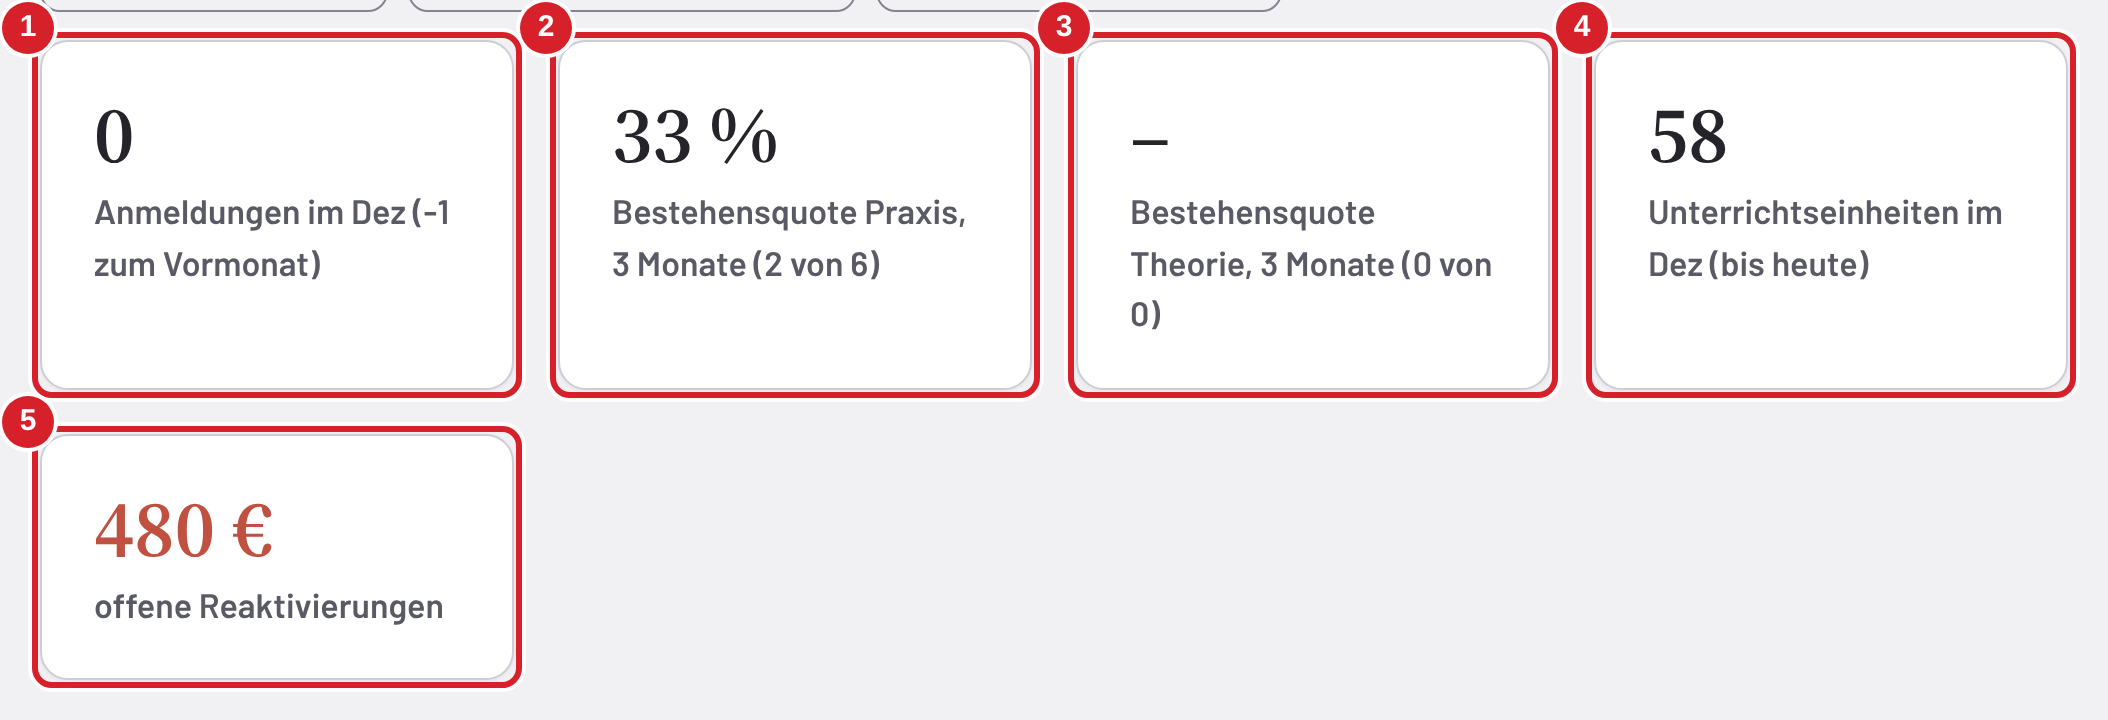 1
2
3
4
0
33 %
–
58
Anmeldungen im Dez (-1
zum Vormonat)
Bestehensquote Praxis,
3 Monate (2 von 6)
Bestehensquote
Theorie, 3 Monate (0 von
0)
Unterrichtseinheiten im
Dez (bis heute)
5
480 €
offene Reaktivierungen